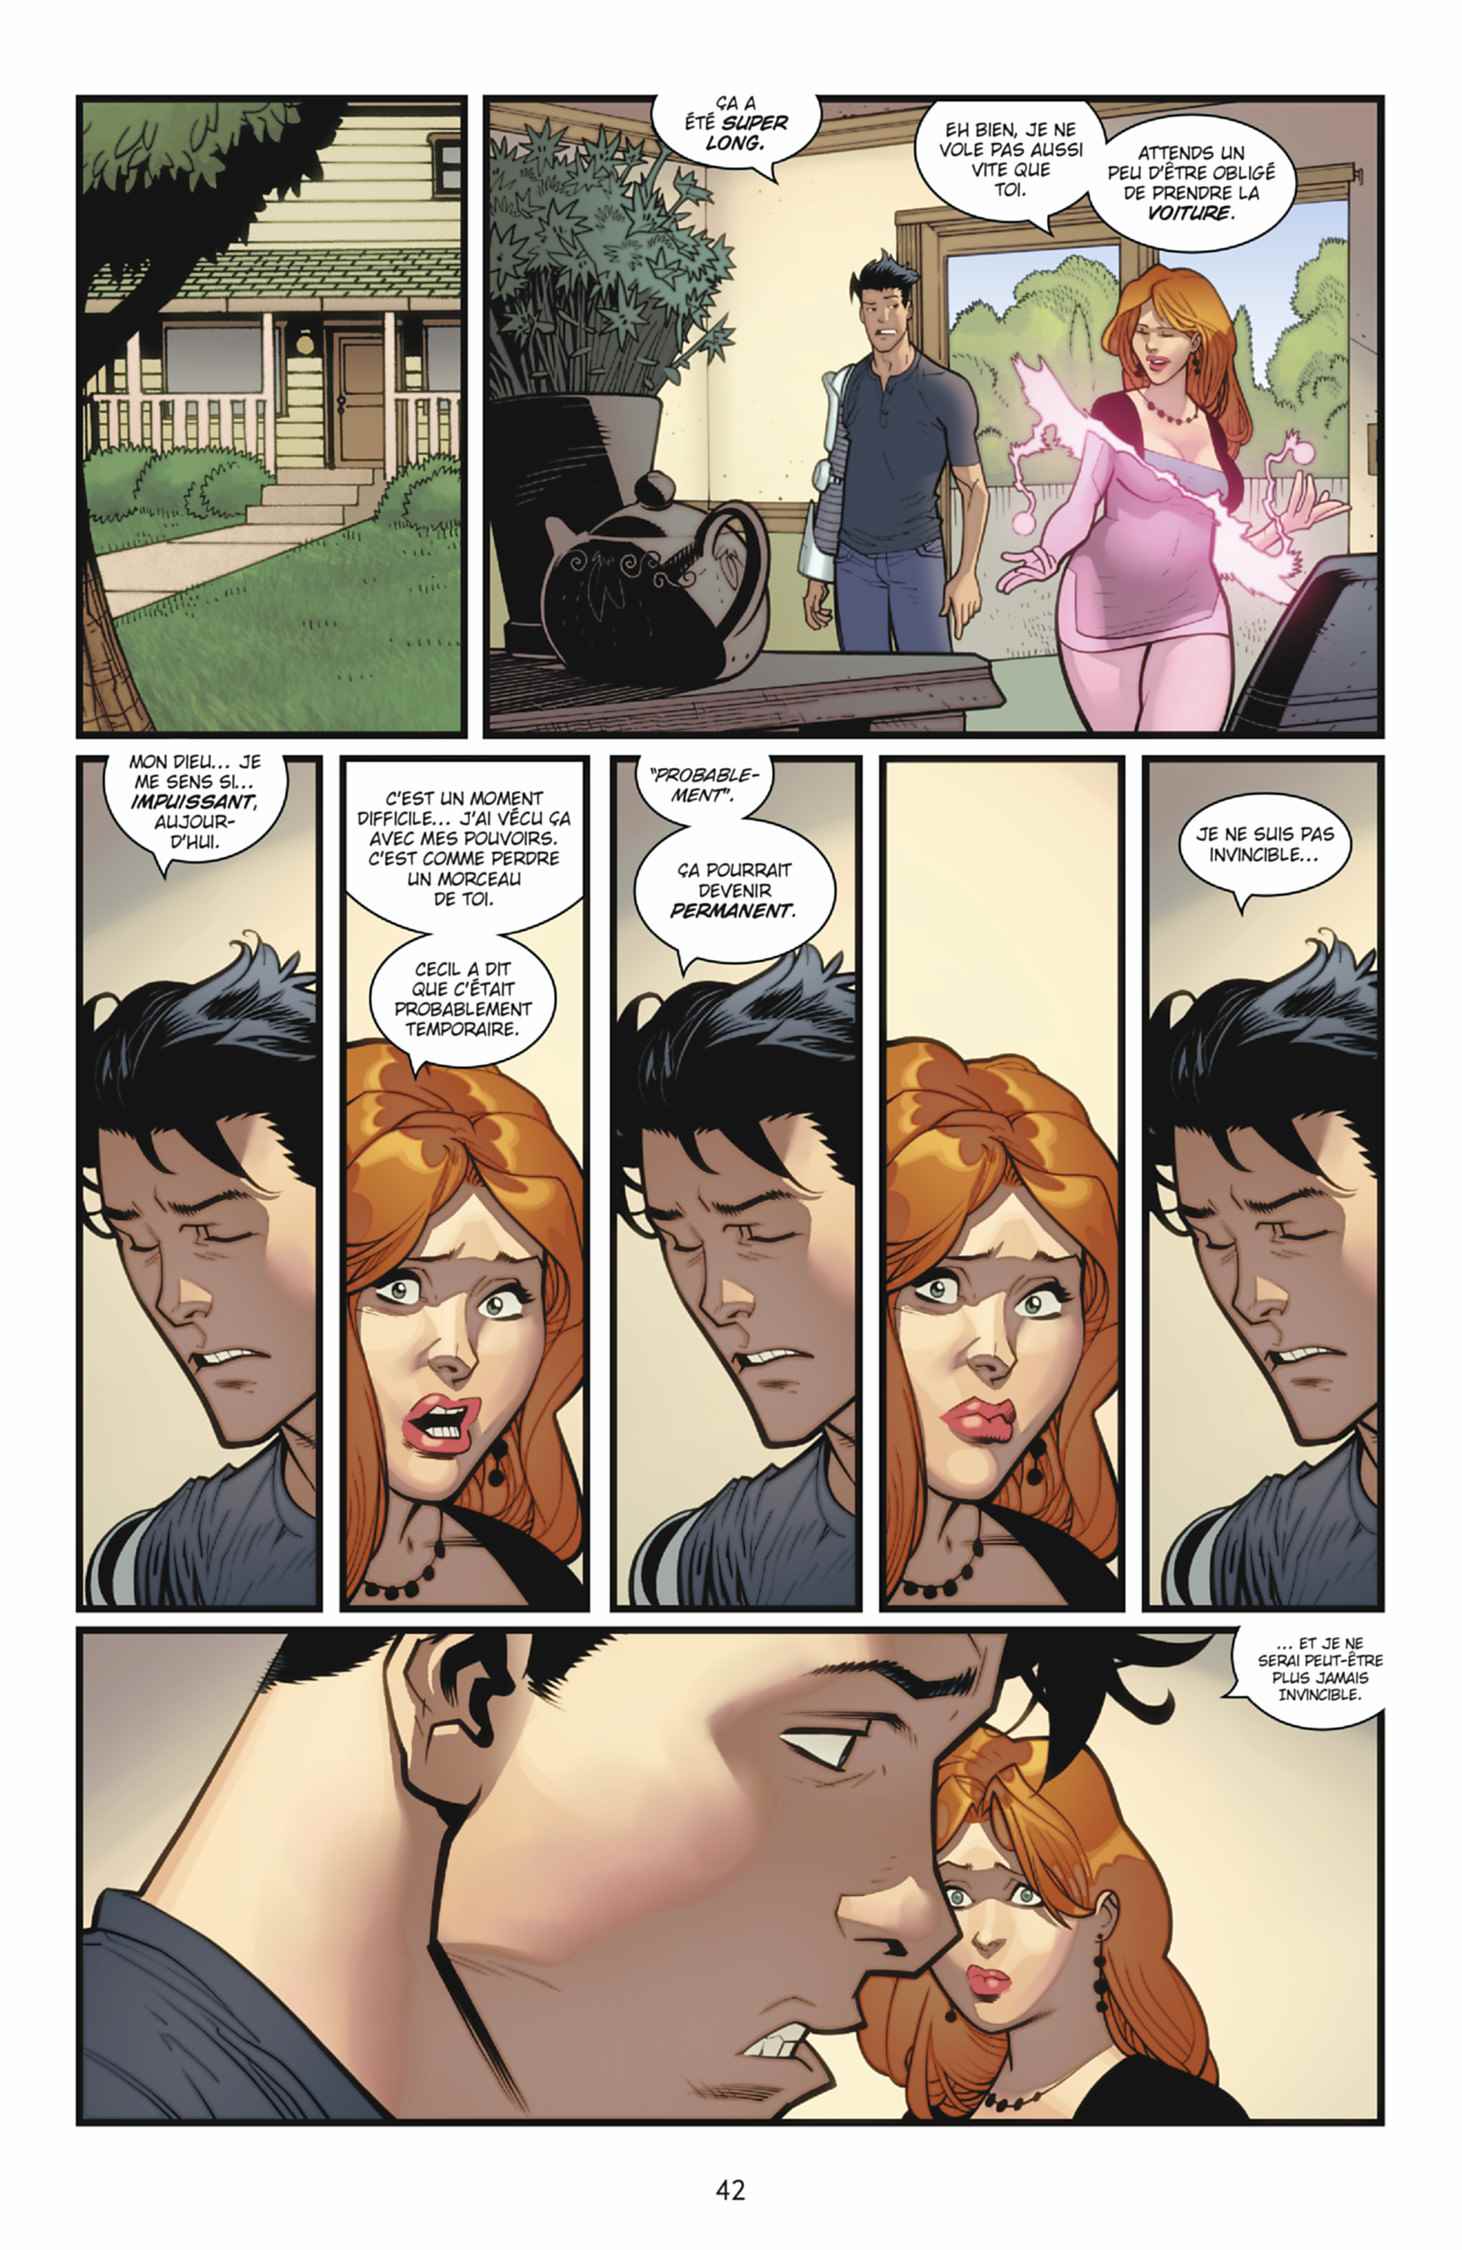 ÇA A
ÉTÉ SUPER
LONG.
EH BIEN, JE NE
VOLE PAS AUSSI
VITE QUE
TOI.
ATTENDS UN
PEU D'ÊTRE OBLIGÉ
DE PRENDRE LA
VOITURE.
MON DIEU... JE
ME SENS SI...
IMPUISSANT,
AUJOUR-
D'HUI.
C'EST UN MOMENT
DIFFICILE... J'AI VÉCU ÇA
AVEC MES POUVOIRS.
C'EST COMME PERDRE
UN MORCEAU
DE TOI.
CECIL A DIT
QUE C'ÉTAIT
PROBABLEMENT
TEMPORAIRE.
"PROBABLE-
MENT".
ÇA POURRAIT
DEVENIR
PERMANENT.
JE NE SUIS PAS
INVINCIBLE...
... ET JE NE
SERAI PEUT-ÊTRE
PLUS JAMAIS
INVINCIBLE.
42